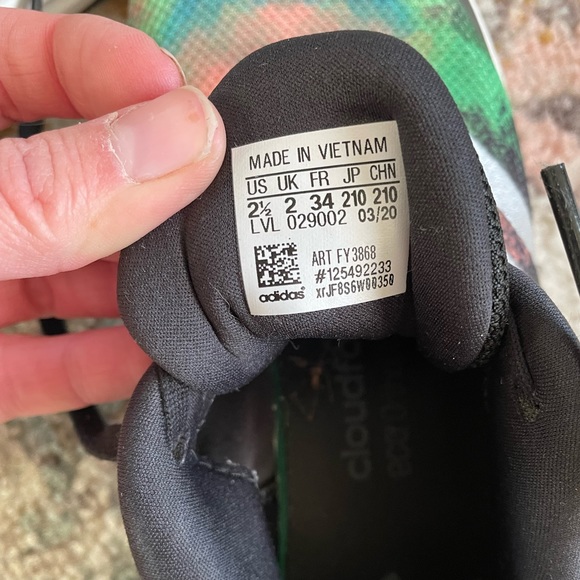 MADE IN VIETNAM
US UK FR JP CHN
2½ 2 34 210 210
LVL 029002 03/20
ART FY3868
#125492233
xrJF8S6W00350
adidas